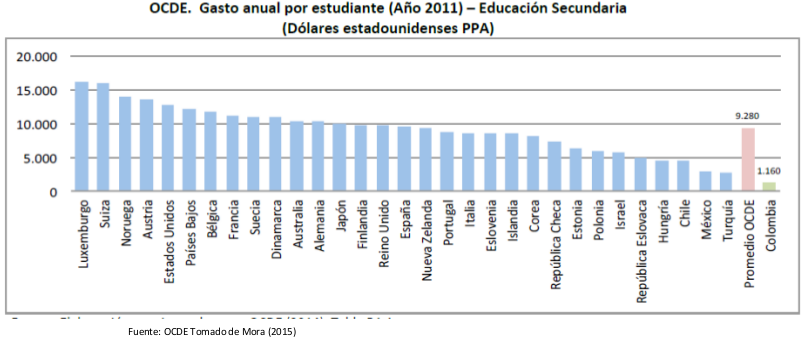 OCDE. Gasto anual por estudiante (Año 2011) – Educación Secundaria
(Dólares estadounidenses PPA)
20.000
15.000
10.000
5.000
0
9.280
1.160
Luxemburgo
Suiza
Noruega
Austria
Estados Unidos
Países Bajos
Bélgica
Francia
Suecia
Dinamarca
Australia
Alemania
Japón
Finlandia
Reino Unido
España
Nueva Zelanda
Portugal
Italia
Eslovenia
Islandia
Corea
República Checa
Estonia
Polonia
Israel
República Eslovaca
Hungría
Chile
México
Turquía
Promedio OCDE
Colombia
Fuente: OCDE Tomado de Mora (2015)